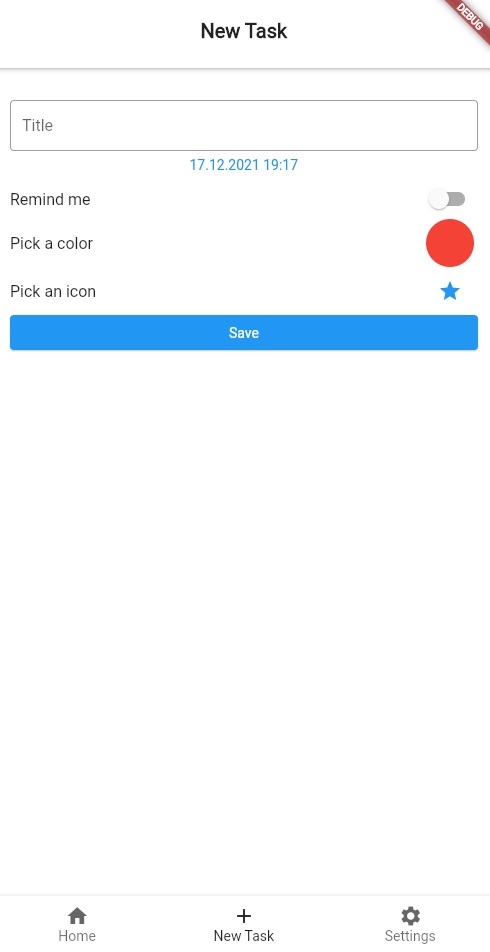 New Task
DEBUG
Title
17.12.2021 19:17
Remind me
Pick a color
Pick an icon
Save
Home
New Task
Settings